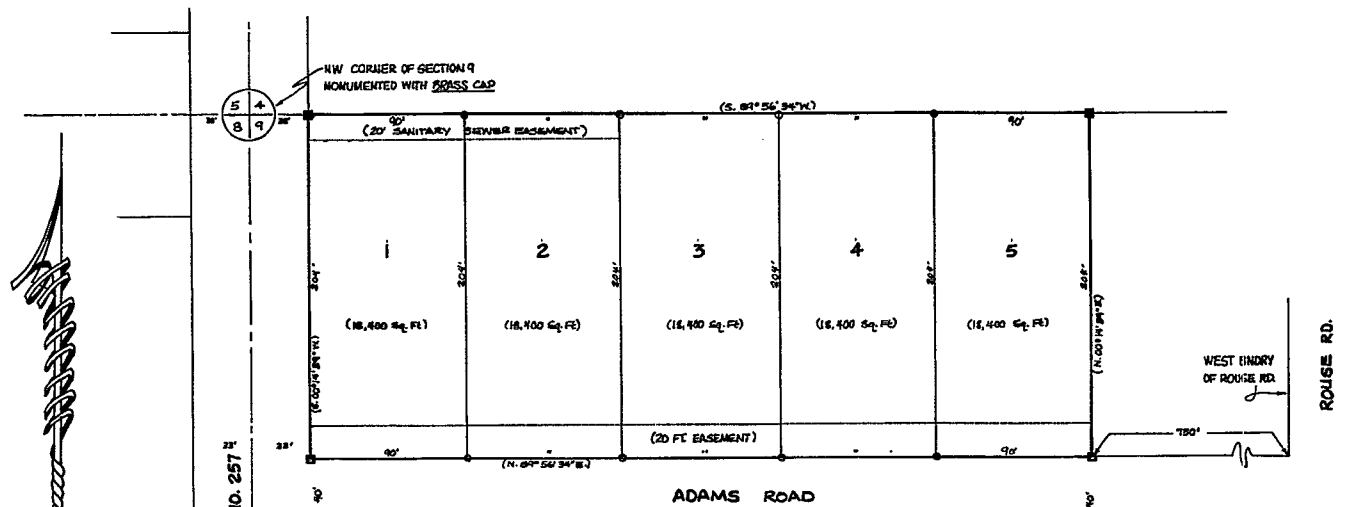 NW CORNER OF SECTION 9
MONUMENTED WITH BRASS CAP
5 4
8 9
(S. 89° 56' 34" W.)
90'
"
"
"
90'
(20' SANITARY SEWER EASEMENT)
1
2
3
4
5
204'
204'
204'
204'
(18,400 Sq. Ft)
(18,400 Sq. Ft)
(18,400 Sq. Ft)
(18,400 Sq. Ft)
(18,400 Sq. Ft)
WEST BNDRY
OF ROUGE RD.
ROUSE RD.
(20 FT EASEMENT)
750'
90'
"
"
"
90'
(N. 89° 56' 34" E.)
NO. 257
ADAMS ROAD